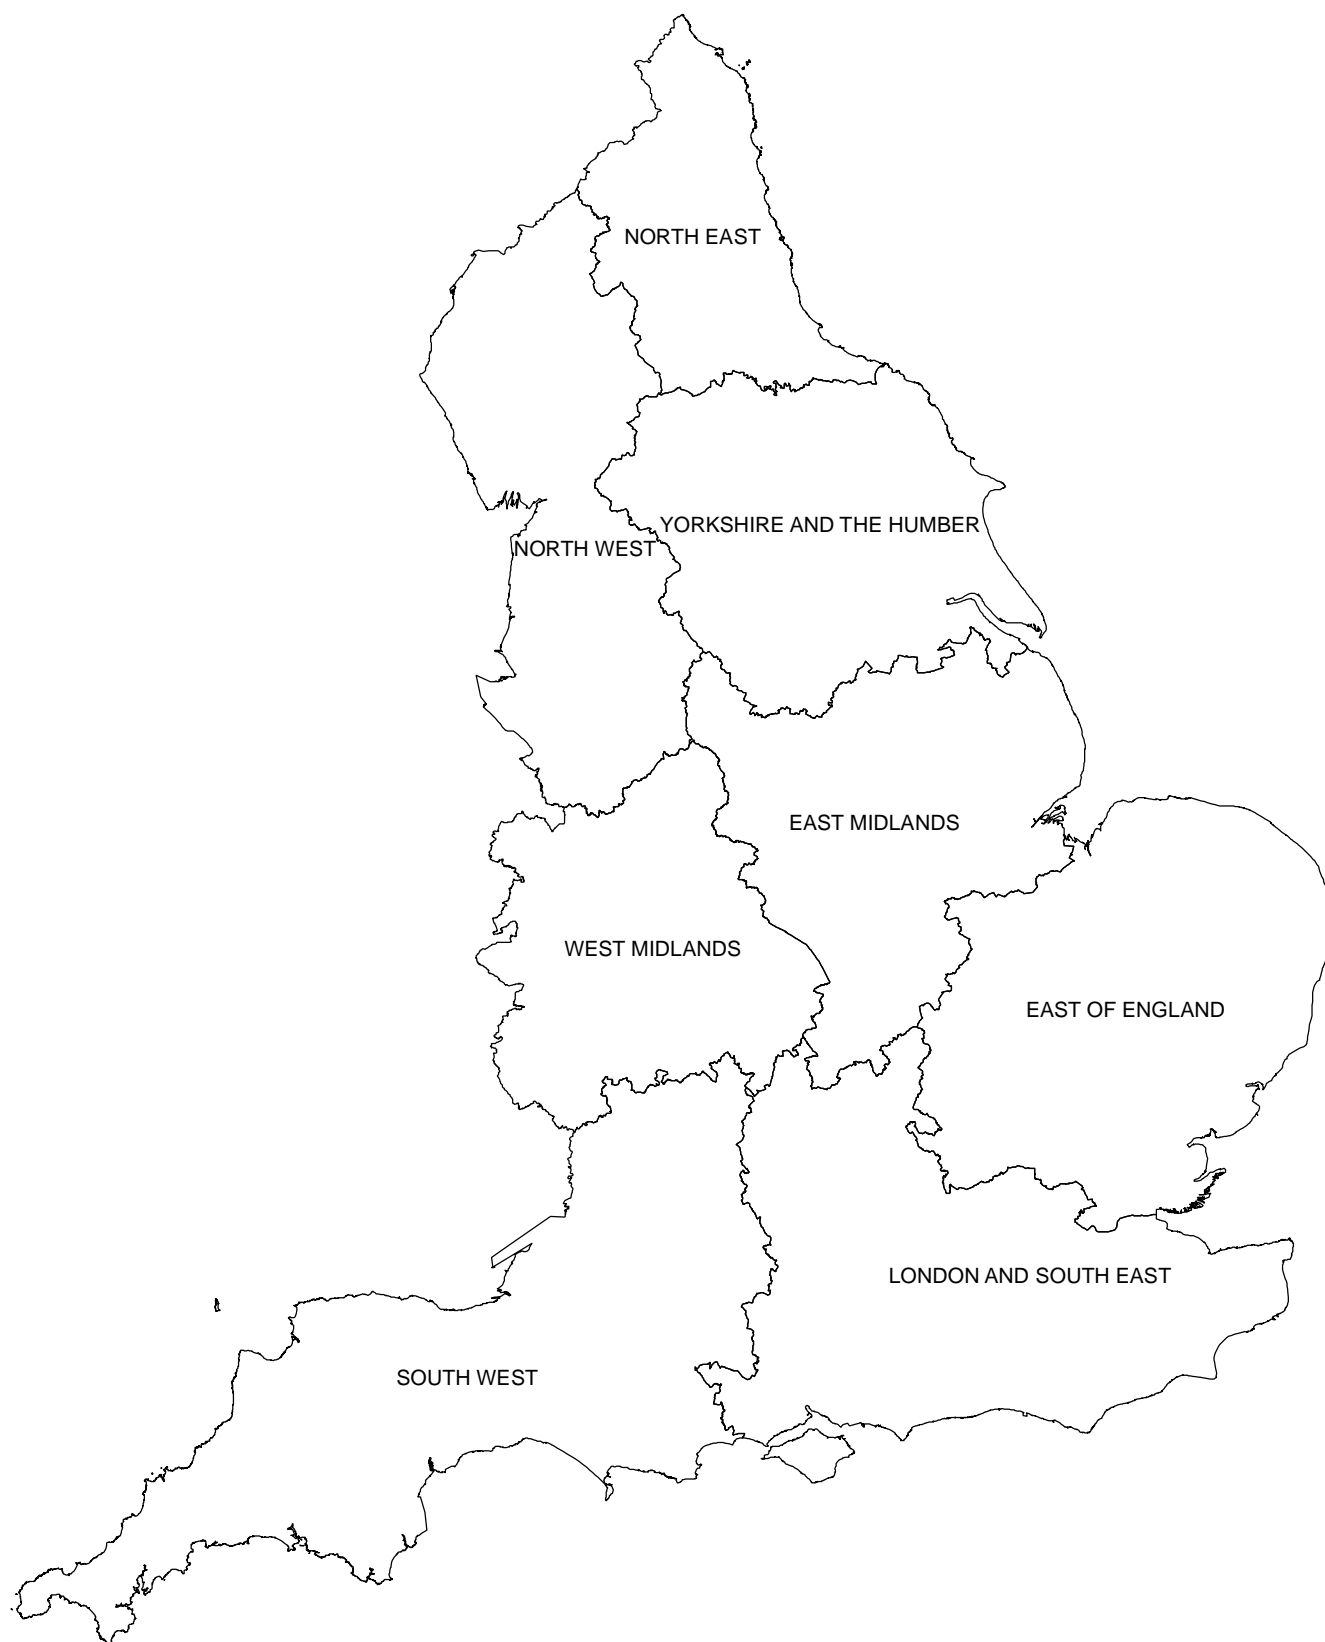 NORTH EAST
YORKSHIRE AND THE HUMBER
NORTH WEST
EAST MIDLANDS
WEST MIDLANDS
EAST OF ENGLAND
LONDON AND SOUTH EAST
SOUTH WEST